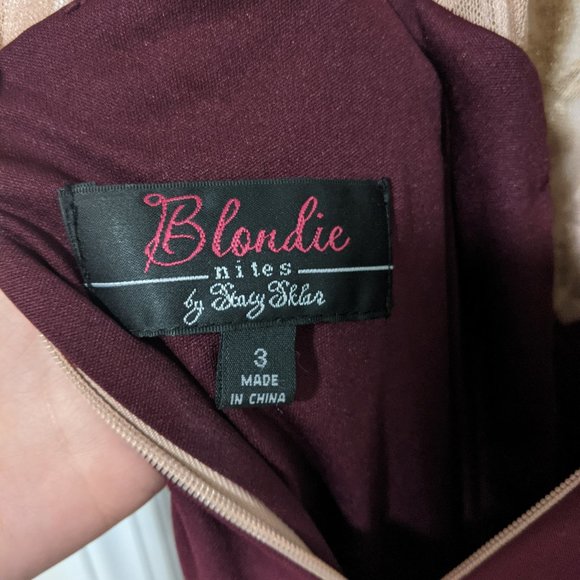 Blondie
nites
by Stacy Sklar
3
MADE
IN CHINA